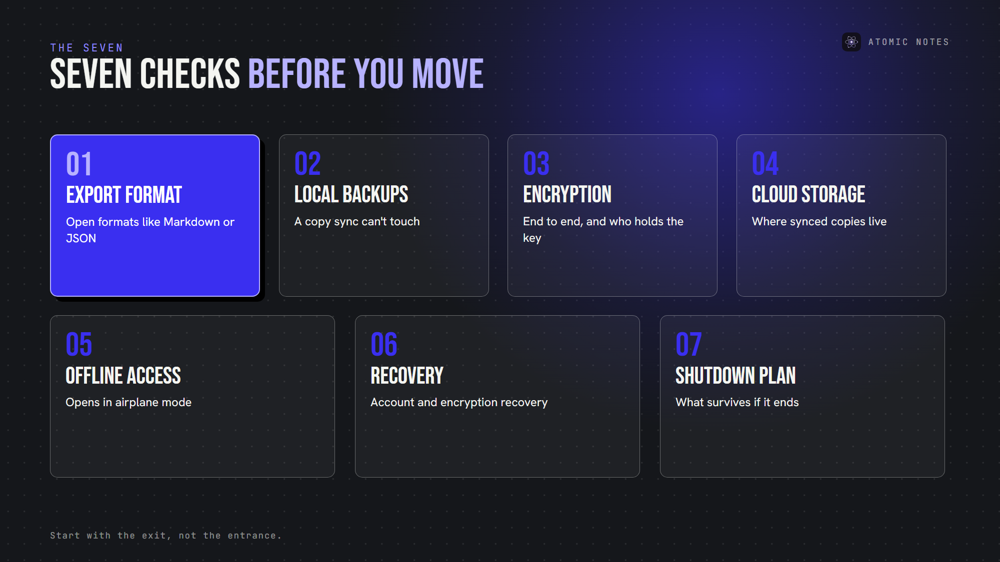 THE SEVEN
SEVEN CHECKS BEFORE YOU MOVE
ATOMIC NOTES
01
EXPORT FORMAT
Open formats like Markdown or
JSON
02
LOCAL BACKUPS
A copy sync can't touch
03
ENCRYPTION
End to end, and who holds the
key
04
CLOUD STORAGE
Where synced copies live
05
OFFLINE ACCESS
Opens in airplane mode
06
RECOVERY
Account and encryption recovery
07
SHUTDOWN PLAN
What survives if it ends
Start with the exit, not the entrance.